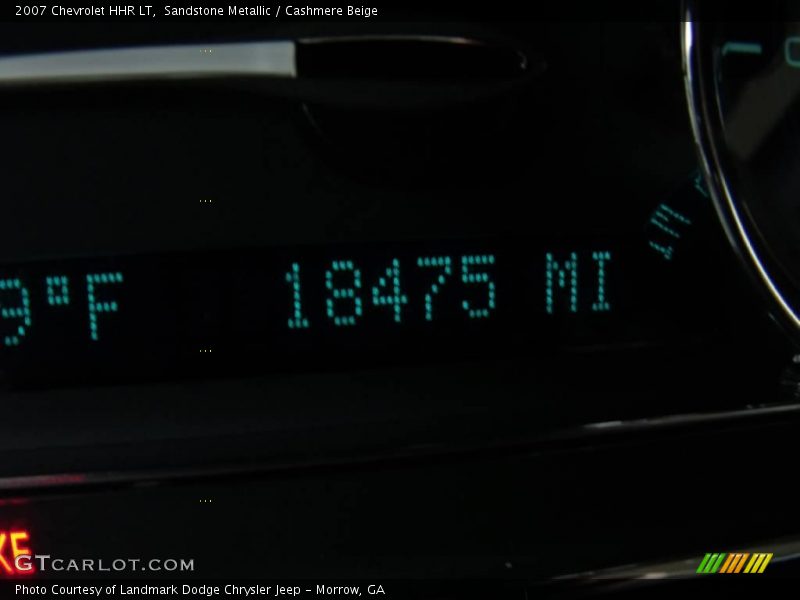 2007 Chevrolet HHR LT,  Sandstone Metallic / Cashmere Beige
9°F 18475 MI
GTCARLOT.COM
Photo Courtesy of Landmark Dodge Chrysler Jeep - Morrow, GA